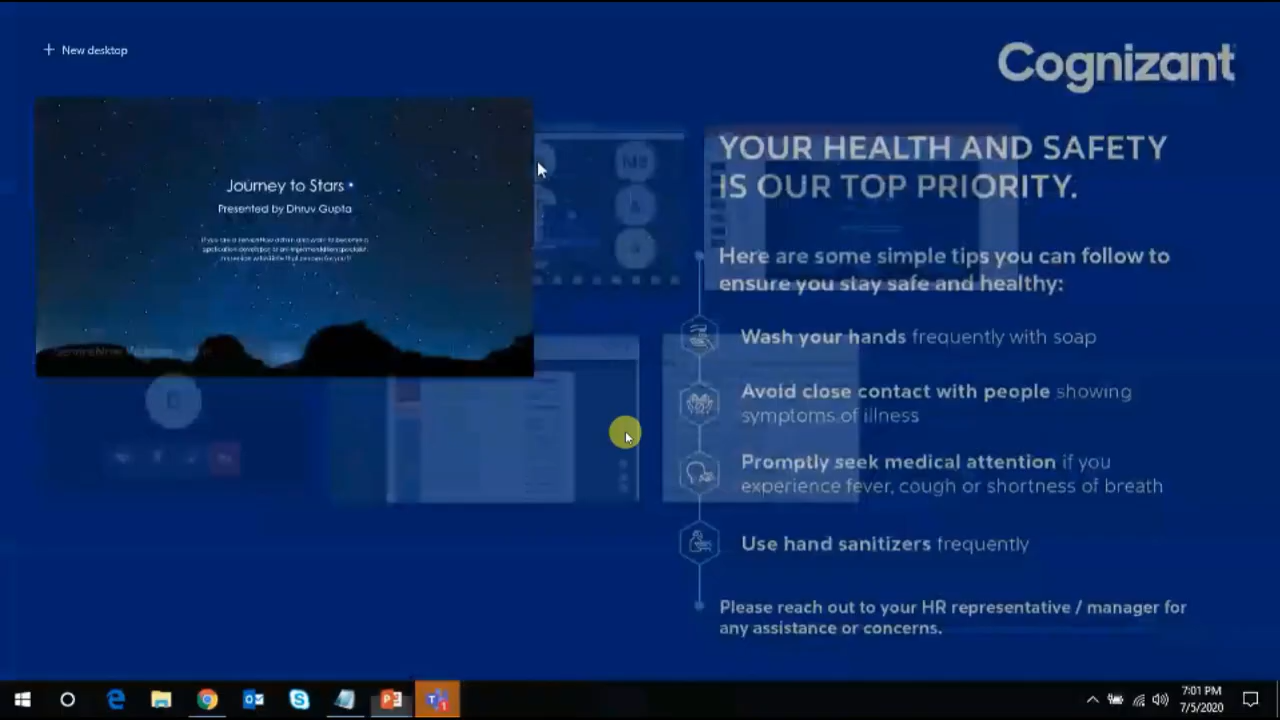 New desktop
Cognizant
Journey to Stars
Presented by Dhruv Gupta
YOUR HEALTH AND SAFETY
IS OUR TOP PRIORITY.
Here are some simple tips you can follow to
ensure you stay safe and healthy:
Wash your hands frequently with soap
Avoid close contact with people showing
symptoms of illness
Promptly seek medical attention if you
experience fever, cough or shortness of breath
Use hand sanitizers frequently
Please reach out to your HR representative / manager for
any assistance or concerns.
7:01 PM
7/5/2020